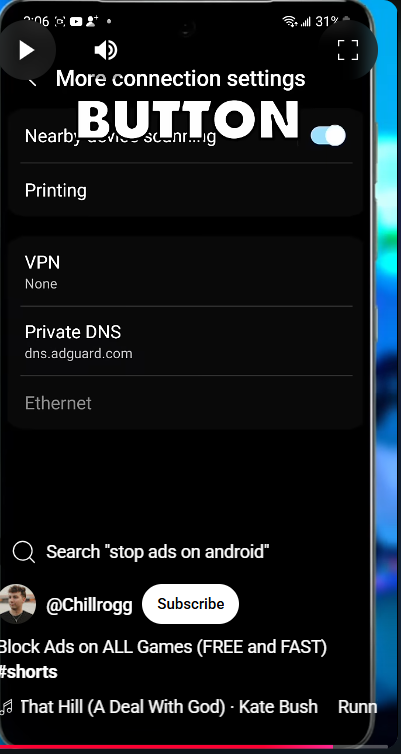 2:06 31%
More connection settings
BUTTON
Nearby device scanning
Printing
VPN
None
Private DNS
dns.adguard.com
Ethernet
Search "stop ads on android"
@Chillrogg Subscribe
Block Ads on ALL Games (FREE and FAST)
#shorts
That Hill (A Deal With God) · Kate Bush Runn